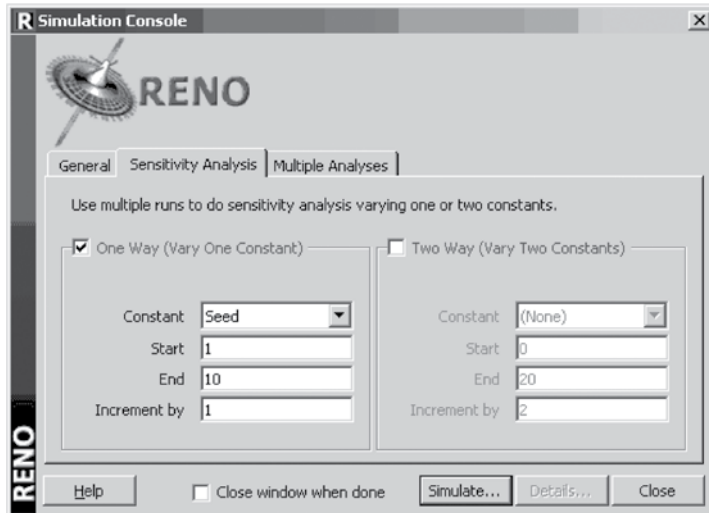 R Simulation Console
RENO
General Sensitivity Analysis Multiple Analyses
Use multiple runs to do sensitivity analysis varying one or two constants.
One Way (Vary One Constant)
Constant Seed
Start 1
End 10
Increment by 1
Two Way (Vary Two Constants)
Constant (None)
Start 0
End 20
Increment by 2
RENO
Help Close window when done Simulate... Details... Close